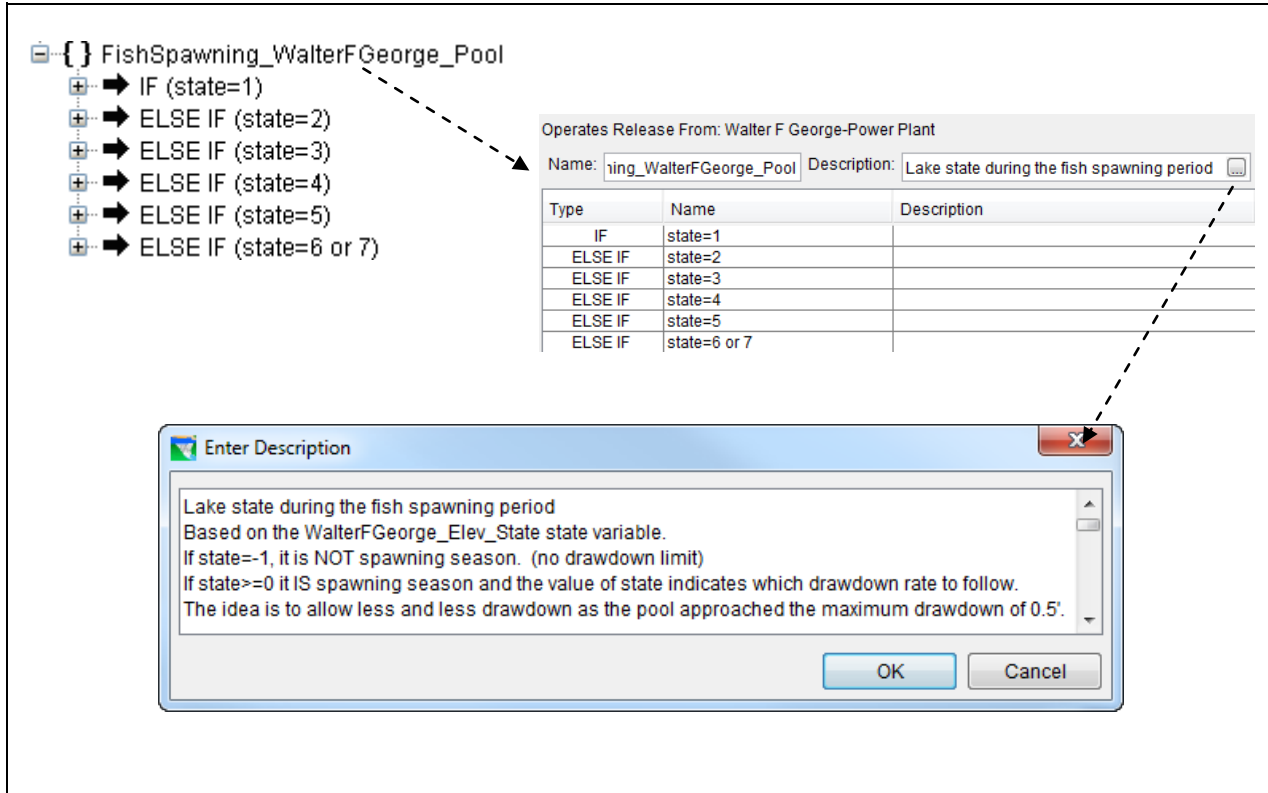 { } FishSpawning_WalterFGeorge_Pool
IF (state=1)
ELSE IF (state=2)
ELSE IF (state=3)
ELSE IF (state=4)
ELSE IF (state=5)
ELSE IF (state=6 or 7)
Operates Release From: Walter F George-Power Plant
Name: ning_WalterFGeorge_Pool Description: Lake state during the fish spawning period ...
Type Name Description
IF state=1
ELSE IF state=2
ELSE IF state=3
ELSE IF state=4
ELSE IF state=5
ELSE IF state=6 or 7
Enter Description
Lake state during the fish spawning period
Based on the WalterFGeorge_Elev_State state variable.
If state=-1, it is NOT spawning season. (no drawdown limit)
If state>=0 it IS spawning season and the value of state indicates which drawdown rate to follow.
The idea is to allow less and less drawdown as the pool approached the maximum drawdown of 0.5'.
OK Cancel